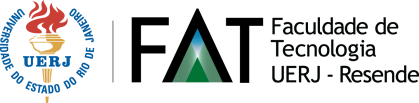 UNIVERSIDADE DO ESTADO DO RIO DE JANEIRO
UERJ
FAT
Faculdade de
Tecnologia
UERJ - Resende